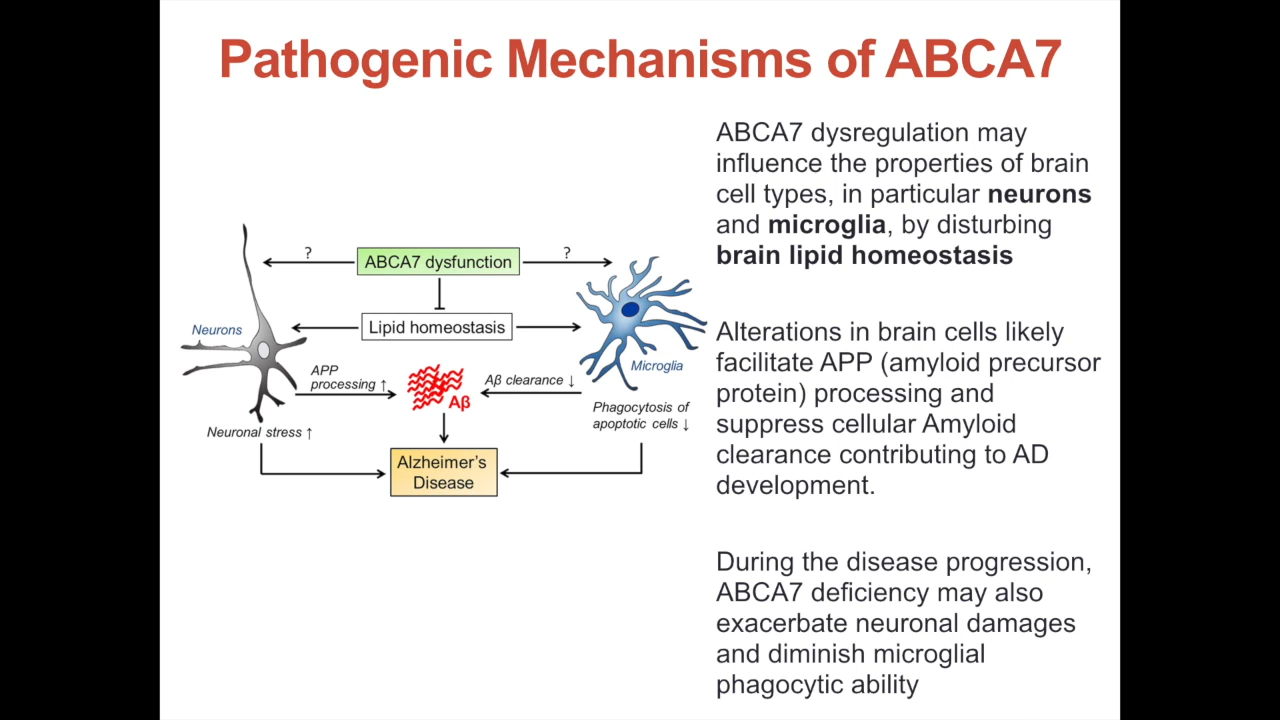 Pathogenic Mechanisms of ABCA7
?
ABCA7 dysfunction
?
Lipid homeostasis
Neurons
Microglia
APP
processing ↑
Aβ
Aβ clearance ↓
Phagocytosis of
apoptotic cells ↓
Neuronal stress ↑
Alzheimer's
Disease
ABCA7 dysregulation may
influence the properties of brain
cell types, in particular neurons
and microglia, by disturbing
brain lipid homeostasis
Alterations in brain cells likely
facilitate APP (amyloid precursor
protein) processing and
suppress cellular Amyloid
clearance contributing to AD
development.
During the disease progression,
ABCA7 deficiency may also
exacerbate neuronal damages
and diminish microglial
phagocytic ability